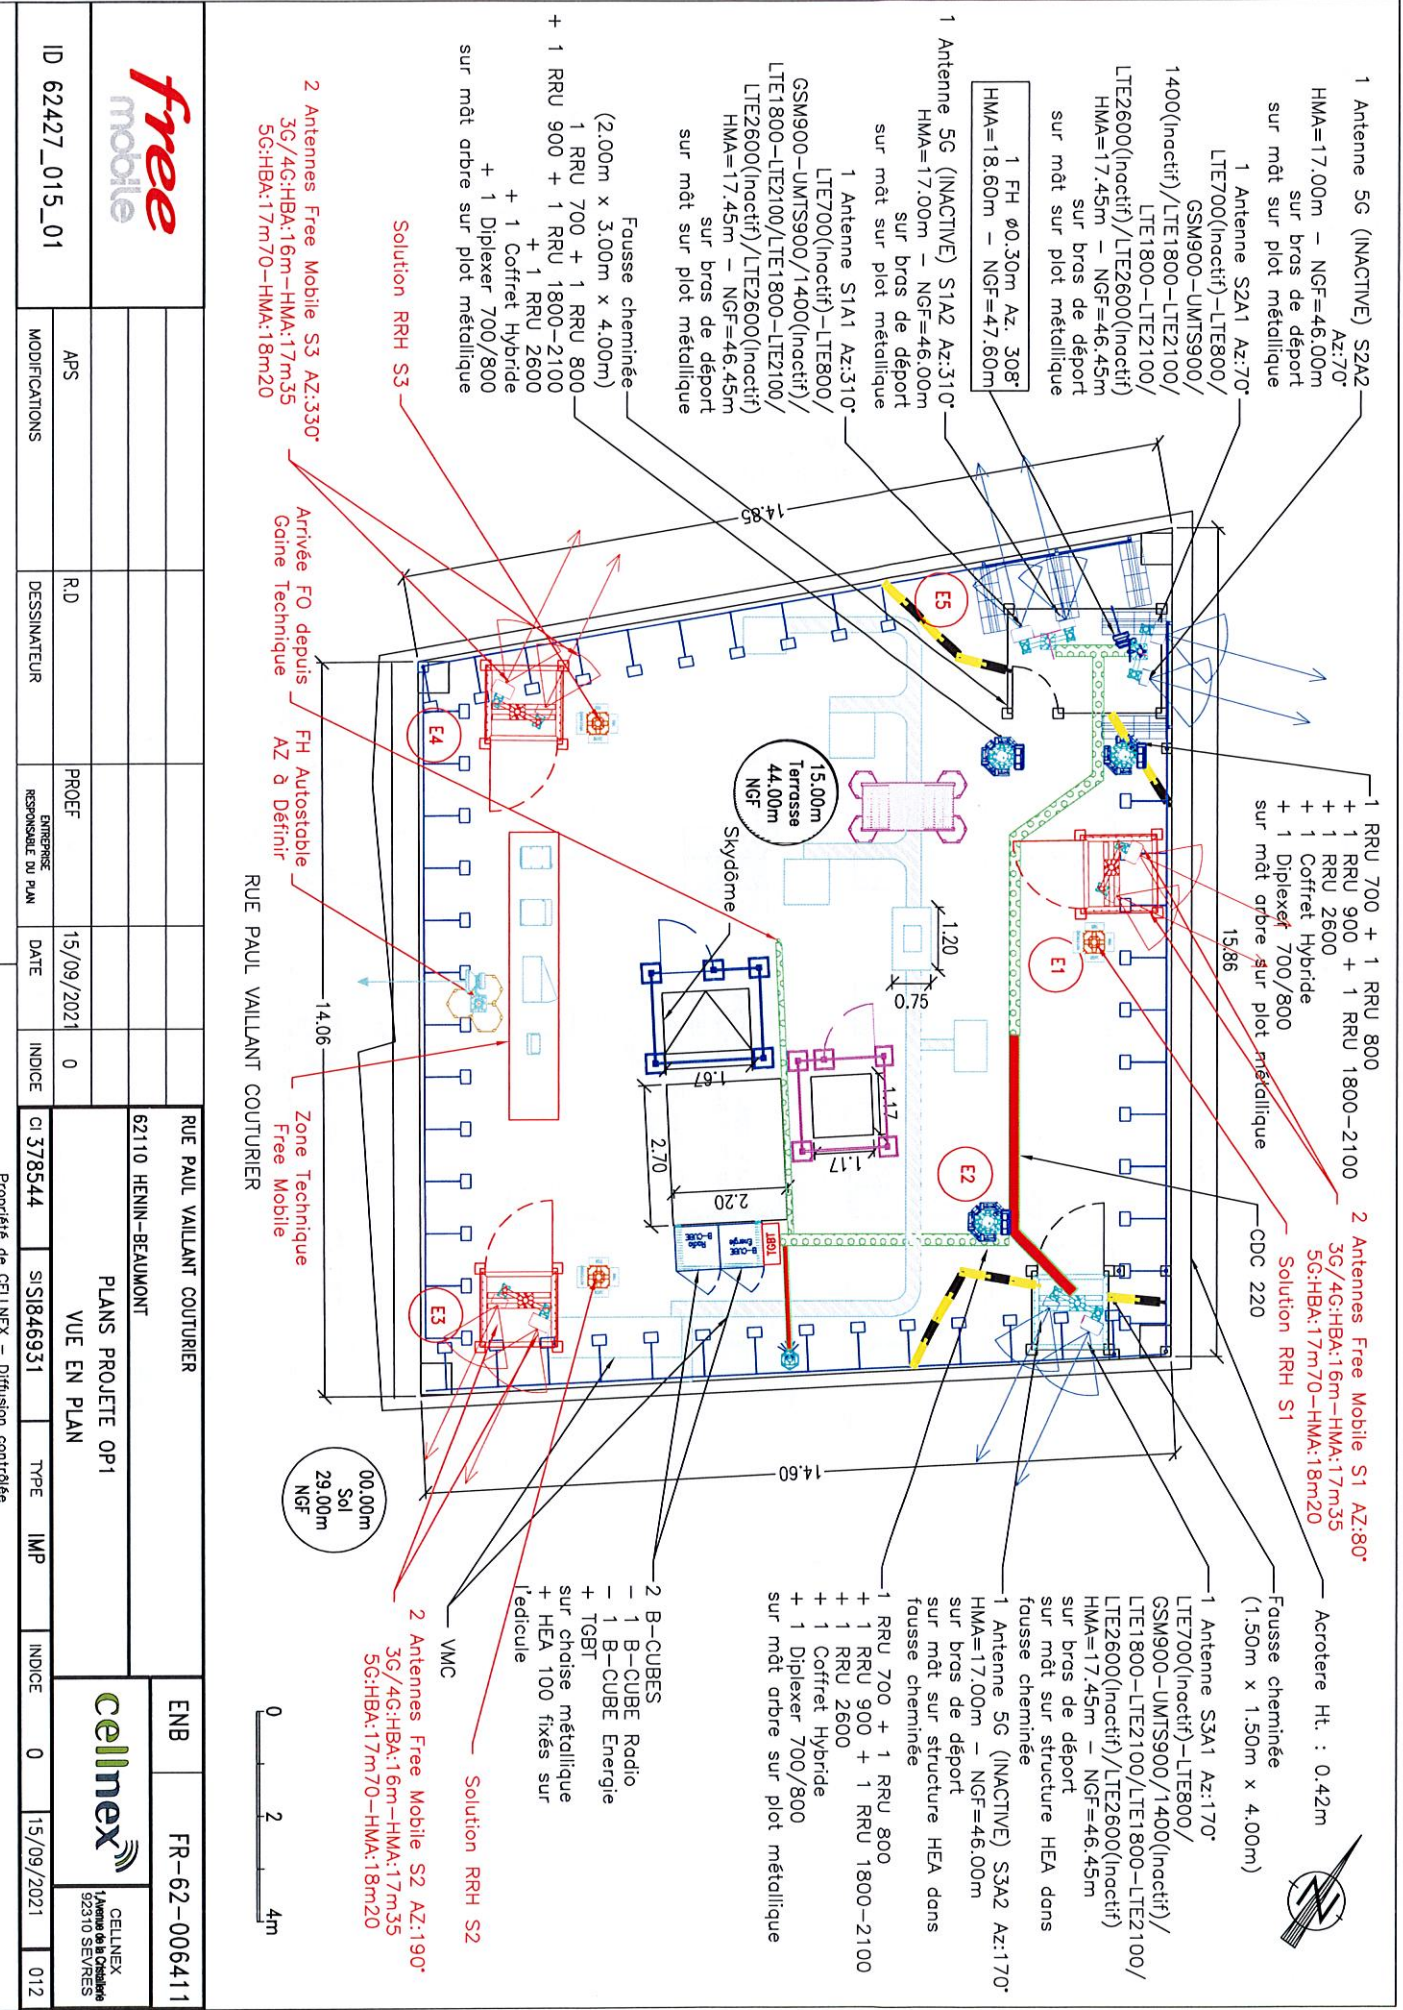 1 Antenne 5G (INACTIVE) S2A2
Az:70°
HMA=17.00m - NGF=46.00m
sur bras de déport
sur mât sur plot métallique
1 Antenne S2A1 Az:70°
LTE700(Inactif)-LTE800/
GSM900-UMTS900/
1400(Inactif)/LTE1800-LTE2100/
LTE1800-LTE2100/
LTE2600(Inactif)/LTE2600(Inactif)
HMA=17.45m - NGF=46.45m
sur bras de déport
sur mât sur plot métallique
1 FH ø0.30m Az. 308°
HMA=18.60m - NGF=47.60m
1 Antenne 5G (INACTIVE) S1A2 Az:310°
HMA=17.00m - NGF=46.00m
sur bras de déport
sur mât sur plot métallique
1 Antenne S1A1 Az:310°
LTE700(Inactif)-LTE800/
GSM900-UMTS900/1400(Inactif)/
LTE1800-LTE2100/LTE1800-LTE2100/
LTE2600(Inactif)/LTE2600(Inactif)
HMA=17.45m - NGF=46.45m
sur bras de déport
sur mât sur plot métallique
Fausse cheminée
(2.00m x 3.00m x 4.00m)
1 RRU 700 + 1 RRU 800
+ 1 RRU 900 + 1 RRU 1800-2100
+ 1 RRU 2600
+ 1 Coffret Hybride
+ 1 Diplexer 700/800
sur mât arbre sur plot métallique
Solution RRH S3
2 Antennes Free Mobile S3 AZ:330°
3G/4G:HBA:16m-HMA:17m35
5G:HBA:17m70-HMA:18m20
1 RRU 700 + 1 RRU 800
+ 1 RRU 900 + 1 RRU 1800-2100
+ 1 RRU 2600
+ 1 Coffret Hybride
+ 1 Diplexer 700/800
sur mât arbre sur plot métallique
2 Antennes Free Mobile S1 AZ:80°
3G/4G:HBA:16m-HMA:17m35
5G:HBA:17m70-HMA:18m20
Solution RRH S1
CDC 220
15.86
14.85
14.06
14.60
E5
E4
E1
E2
E3
15.00m
Terrasse
44.00m
NGF
Skydôme
1.20
0.75
1.67
1.17
1.17
2.70
2.20
TGBT
B-CUBE
Energie
B-CUBE
Radio
Arrivée FO depuis
Gaine Technique
FH Autostable
AZ à Définir
Zone Technique
Free Mobile
RUE PAUL VAILLANT COUTURIER
Acrotere Ht. : 0.42m
Fausse cheminée
(1.50m x 1.50m x 4.00m)
1 Antenne S3A1 Az:170°
LTE700(Inactif)-LTE800/
GSM900-UMTS900/1400(Inactif)/
LTE1800-LTE2100/LTE1800-LTE2100/
LTE2600(Inactif)/LTE2600(Inactif)
HMA=17.45m - NGF=46.45m
sur bras de déport
sur mât sur structure HEA dans
fausse cheminée
1 Antenne 5G (INACTIVE) S3A2 Az:170°
HMA=17.00m - NGF=46.00m
sur bras de déport
sur mât sur structure HEA dans
fausse cheminée
1 RRU 700 + 1 RRU 800
+ 1 RRU 900 + 1 RRU 1800-2100
+ 1 RRU 2600
+ 1 Coffret Hybride
+ 1 Diplexer 700/800
sur mât arbre sur plot métallique
2 B-CUBES
- 1 B-CUBE Radio
- 1 B-CUBE Energie
+ TGBT
sur chaise métallique
+ HEA 100 fixés sur
l'edicule
VMC
Solution RRH S2
2 Antennes Free Mobile S2 AZ:190°
3G/4G:HBA:16m-HMA:17m35
5G:HBA:17m70-HMA:18m20
00.00m
Sol
29.00m
NGF
N
0 2 4m
free
mobile
ID 62427_015_01
APS R.D PROEF 15/09/2021 0
MODIFICATIONS DESSINATEUR ENTREPRISE RESPONSABLE DU PLAN DATE INDICE
RUE PAUL VAILLANT COUTURIER
62110 HENIN-BEAUMONT
PLANS PROJETE OP1
VUE EN PLAN
CI 378544 SISI846931 TYPE IMP INDICE 0 15/09/2021 012
ENB FR-62-006411
cellnex
CELLNEX
1 Avenue de la Cristallerie
92310 SEVRES
Propriété de CELLNEX - Diffusion contrôlée